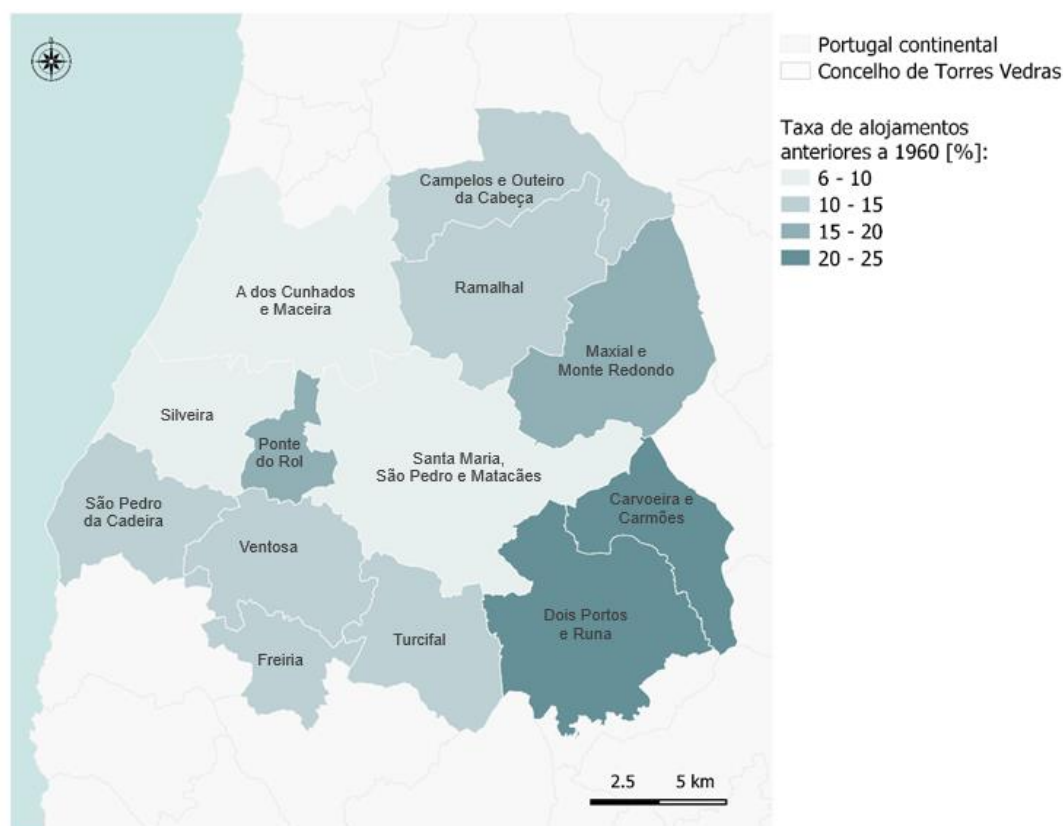 Portugal continental
Concelho de Torres Vedras
Taxa de alojamentos
anteriores a 1960 [%]:
6 - 10
10 - 15
15 - 20
20 - 25
Campelos e Outeiro
da Cabeça
A dos Cunhados
e Maceira
Ramalhal
Maxial e
Monte Redondo
Silveira
Ponte
do Rol
Santa Maria,
São Pedro e Matacães
São Pedro
da Cadeira
Carvoeira e
Carmões
Ventosa
Dois Portos
e Runa
Turcifal
Freiria
2.5 5 km